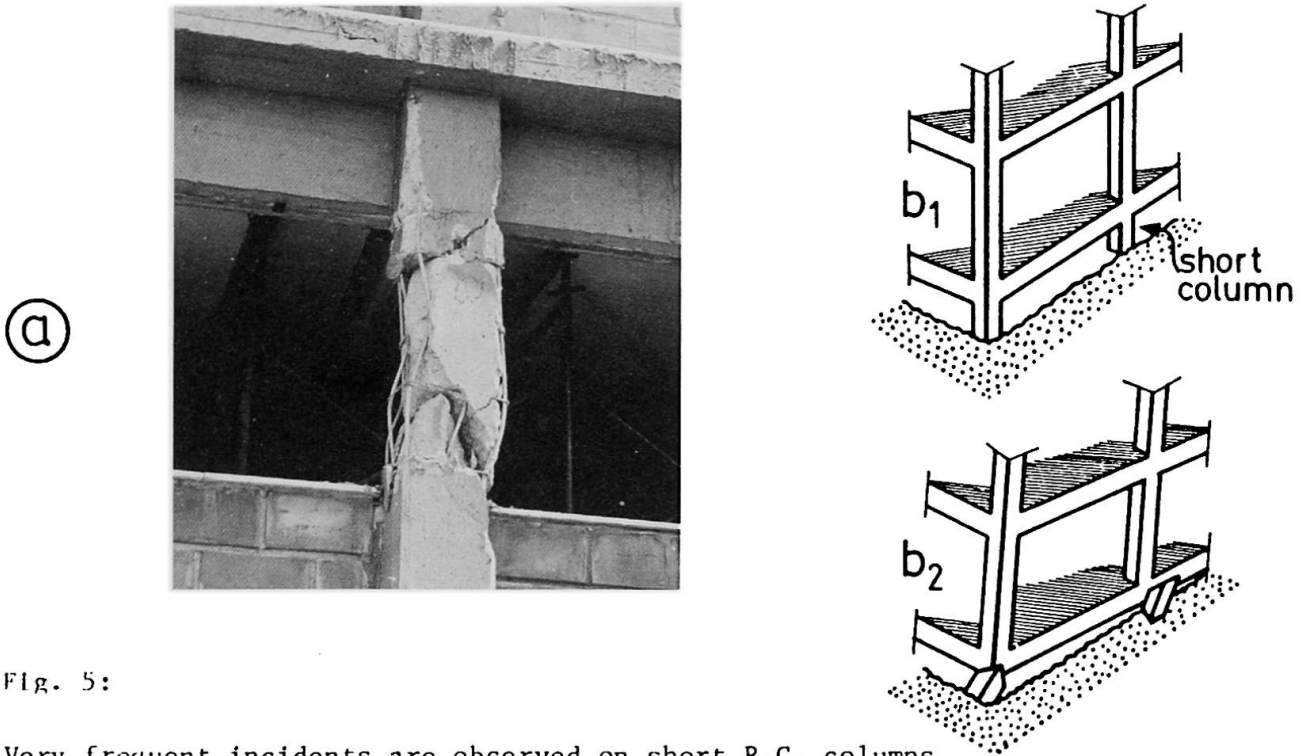 a
b1
short
column
b2
Fig. 5:
Very frequent incidents are observed on short R.C. columns